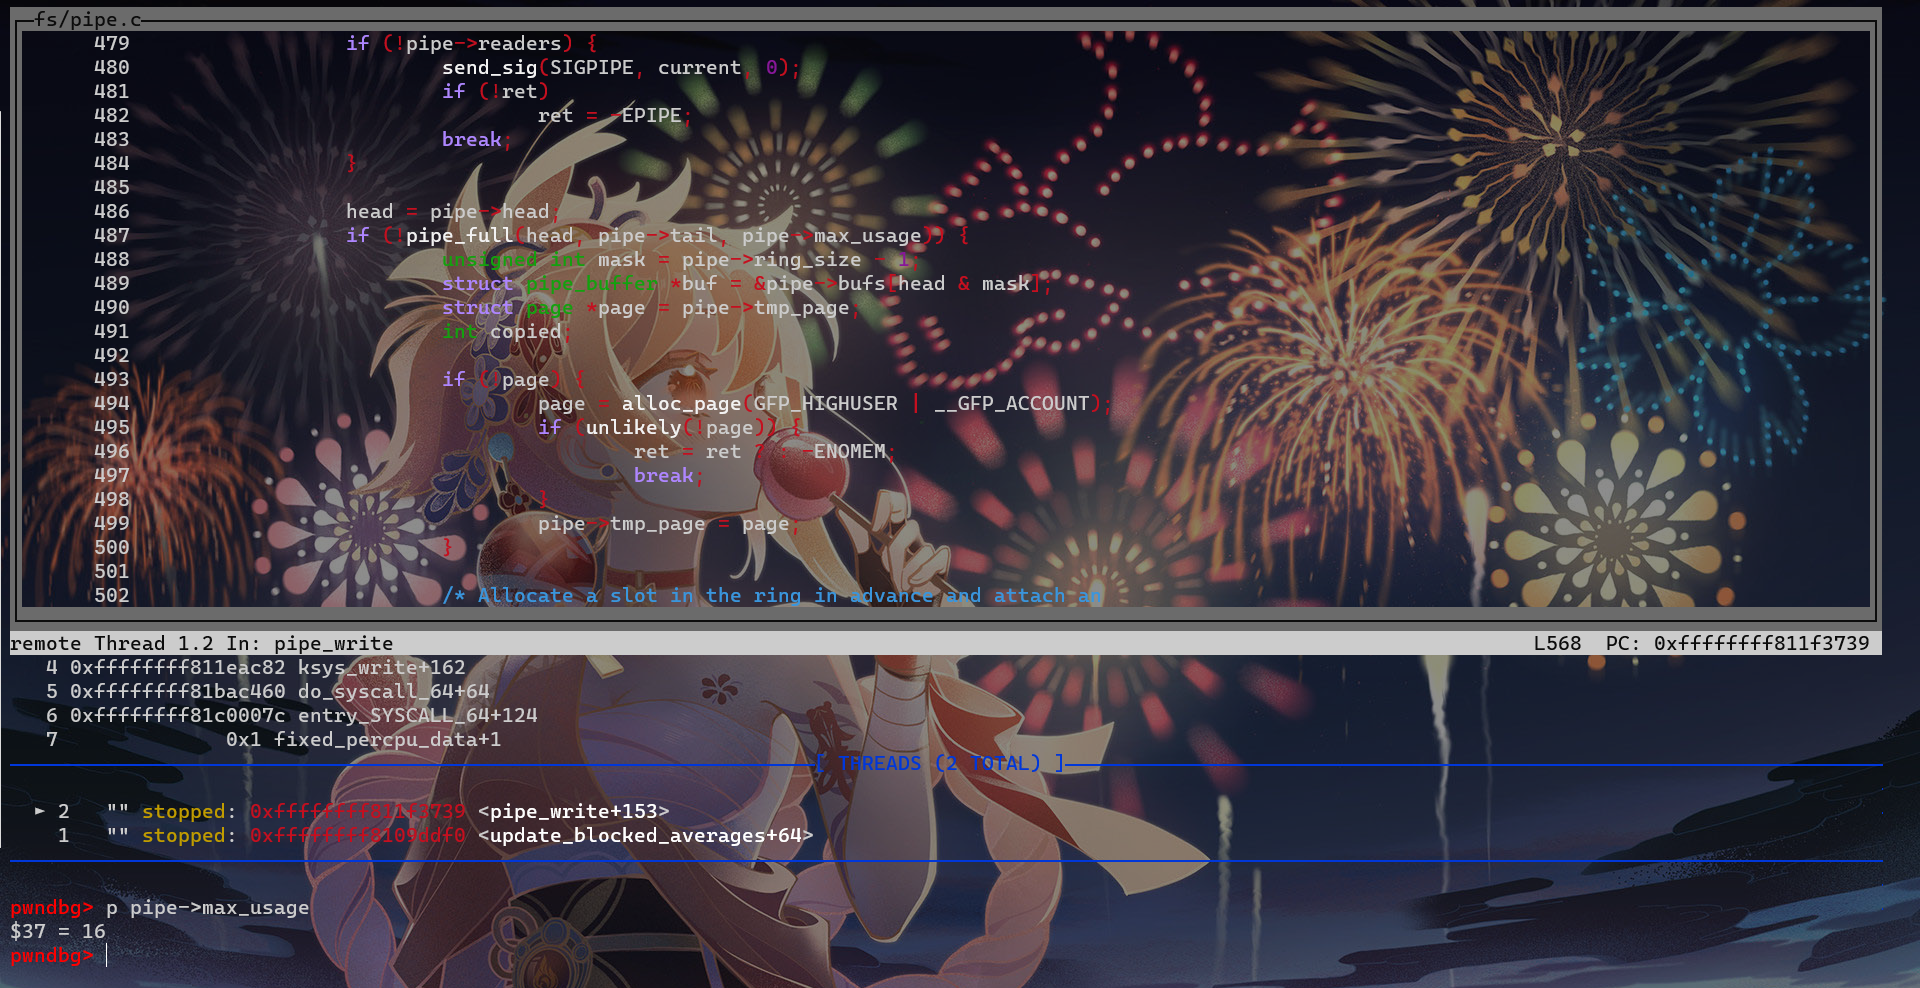 fs/pipe.c
479 if (!pipe->readers) {
480 send_sig(SIGPIPE, current, 0);
481 if (!ret)
482 ret = -EPIPE;
483 break;
484 }
485
486 head = pipe->head;
487 if (!pipe_full(head, pipe->tail, pipe->max_usage)) {
488 unsigned int mask = pipe->ring_size - 1;
489 struct pipe_buffer *buf = &pipe->bufs[head & mask];
490 struct page *page = pipe->tmp_page;
491 int copied;
492
493 if (!page) {
494 page = alloc_page(GFP_HIGHUSER | __GFP_ACCOUNT);
495 if (unlikely(!page)) {
496 ret = ret ? : -ENOMEM;
497 break;
498 }
499 pipe->tmp_page = page;
500 }
501
502 /* Allocate a slot in the ring in advance and attach an
remote Thread 1.2 In: pipe_write L568 PC: 0xffffffff811f3739
4 0xffffffff811eac82 ksys_write+162
5 0xffffffff81bac460 do_syscall_64+64
6 0xffffffff81c0007c entry_SYSCALL_64+124
7 0x1 fixed_percpu_data+1
[ THREADS (2 TOTAL) ]
► 2 "" stopped: 0xffffffff811f3739 <pipe_write+153>
1 "" stopped: 0xffffffff8109ddf0 <update_blocked_averages+64>
pwndbg> p pipe->max_usage
$37 = 16
pwndbg>